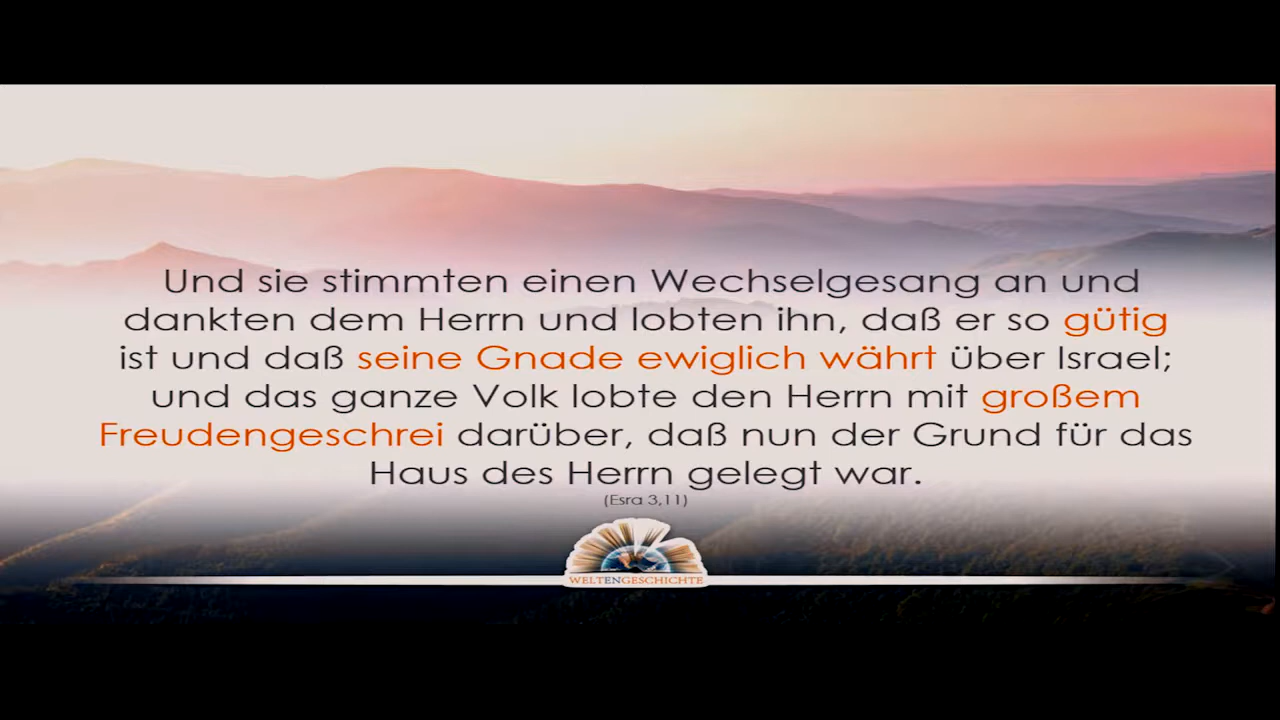 Und sie stimmten einen Wechselgesang an und
dankten dem Herrn und lobten ihn, daß er so gütig
ist und daß seine Gnade ewiglich währt über Israel;
und das ganze Volk lobte den Herrn mit großem
Freudengeschrei darüber, daß nun der Grund für das
Haus des Herrn gelegt war.
(Esra 3,11)
WELTENGESCHICHTE